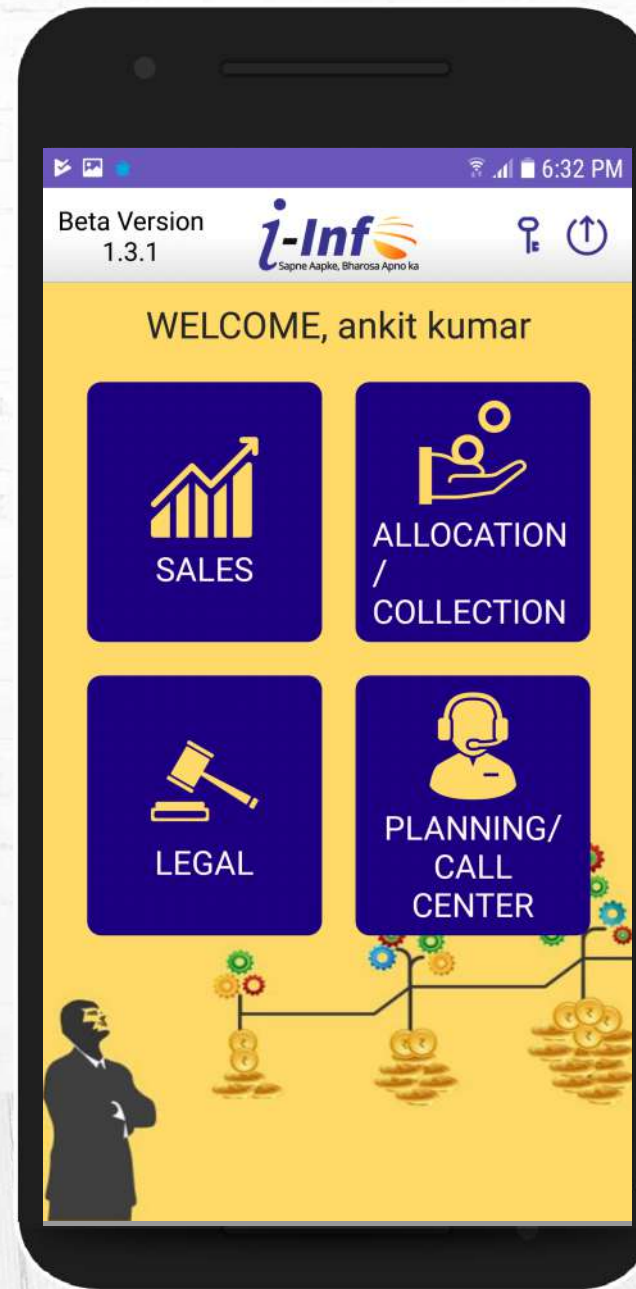 6:32 PM
Beta Version
1.3.1
i-Info
Sapne Aapke, Bharosa Apno ka
WELCOME, ankit kumar
SALES
ALLOCATION
/
COLLECTION
LEGAL
PLANNING/
CALL
CENTER